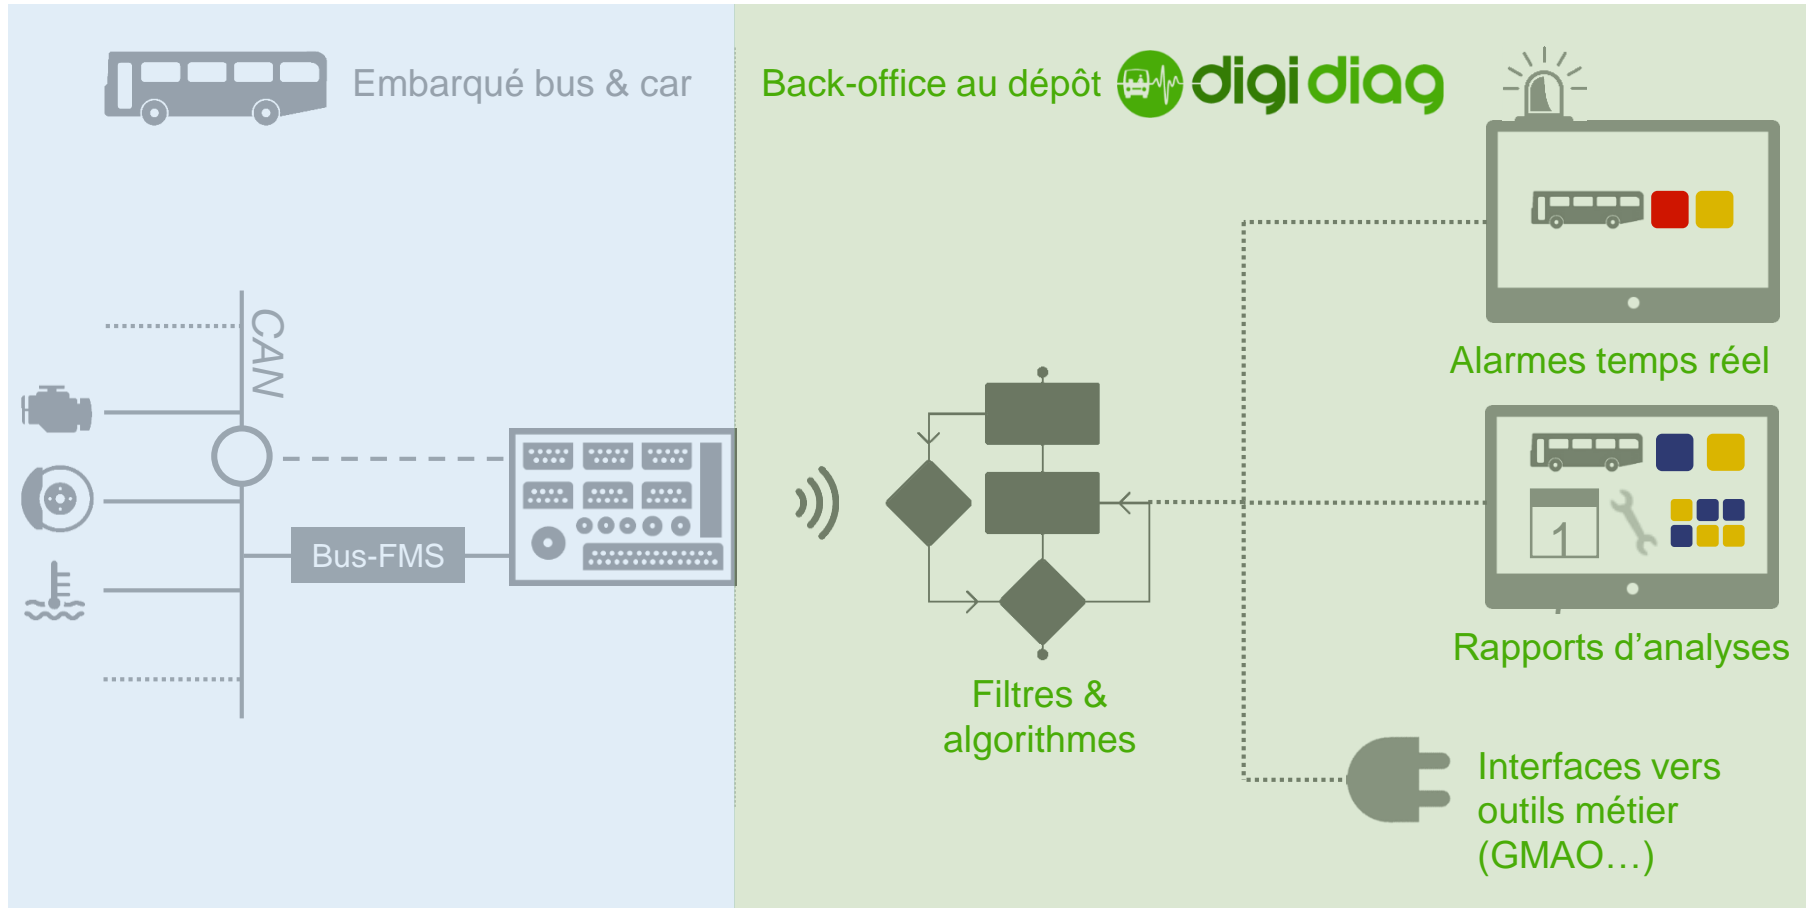 Embarqué bus & car
Back-office au dépôt digidiag
CAN
Bus-FMS
Filtres &
algorithmes
Alarmes temps réel
1
Rapports d’analyses
Interfaces vers
outils métier
(GMAO…)